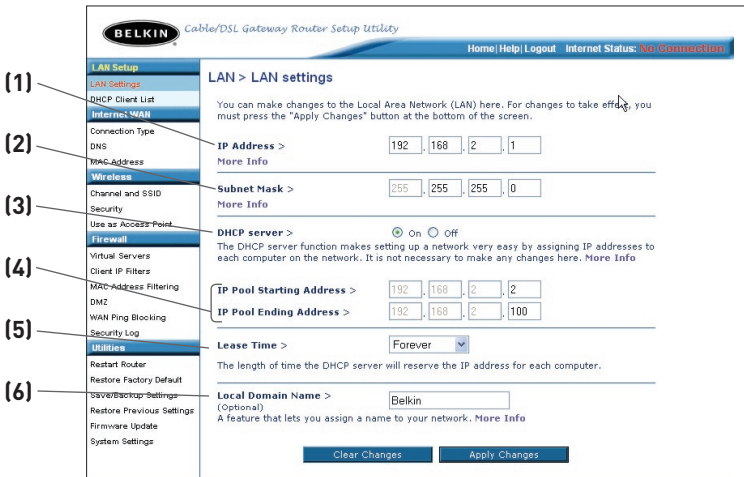 BELKIN
Cable/DSL Gateway Router Setup Utility
Home|Help|Logout Internet Status: No Connection
LAN Setup
LAN Settings
DHCP Client List
Internet WAN
Connection Type
DNS
MAC Address
Wireless
Channel and SSID
Security
Use as Access Point
Firewall
Virtual Servers
Client IP Filters
MAC Address Filtering
DMZ
WAN Ping Blocking
Security Log
Utilities
Restart Router
Restore Factory Default
Save/Backup Settings
Restore Previous Settings
Firmware Update
System Settings
(1)
(2)
(3)
(4)
(5)
(6)
LAN > LAN settings
You can make changes to the Local Area Network (LAN) here. For changes to take effect, you
must press the "Apply Changes" button at the bottom of the screen.
IP Address > 192 . 168 . 2 . 1
More Info
Subnet Mask > 255 . 255 . 255 . 0
More Info
DHCP server > On Off
The DHCP server function makes setting up a network very easy by assigning IP addresses to
each computer on the network. It is not necessary to make any changes here. More Info
IP Pool Starting Address > 192 . 168 . 2 . 2
IP Pool Ending Address > 192 . 168 . 2 . 100
Lease Time > Forever
The length of time the DHCP server will reserve the IP address for each computer.
Local Domain Name > Belkin
(Optional)
A feature that lets you assign a name to your network. More Info
Clear Changes Apply Changes